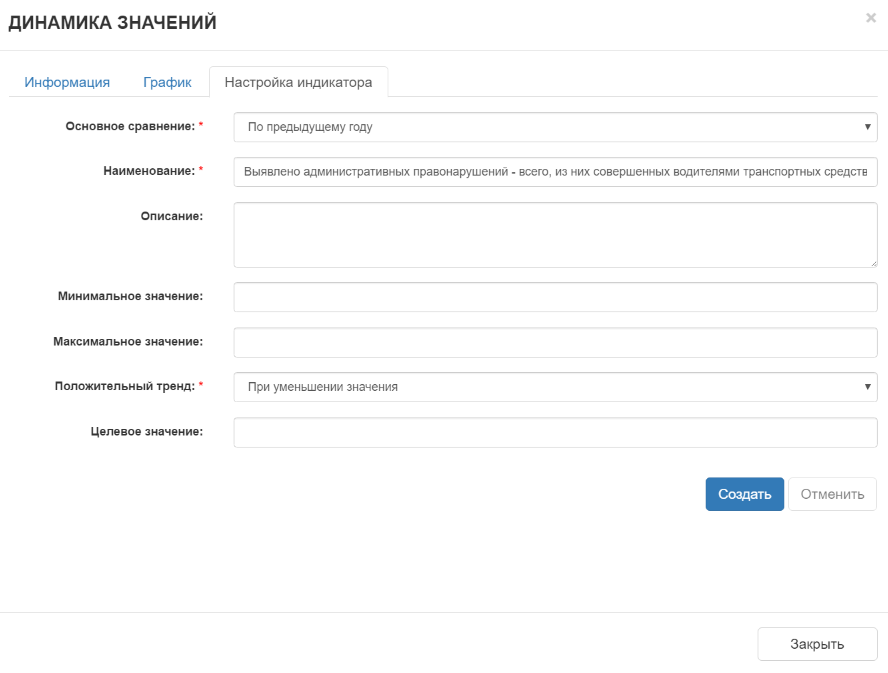 ДИНАМИКА ЗНАЧЕНИЙ ×
Информация График Настройка индикатора
Основное сравнение: * По предыдущему году ▼
Наименование: * Выявлено административных правонарушений - всего, из них совершенных водителями транспортных средств
Описание:
Минимальное значение:
Максимальное значение:
Положительный тренд: * При уменьшении значения ▼
Целевое значение:
Создать Отменить
Закрыть